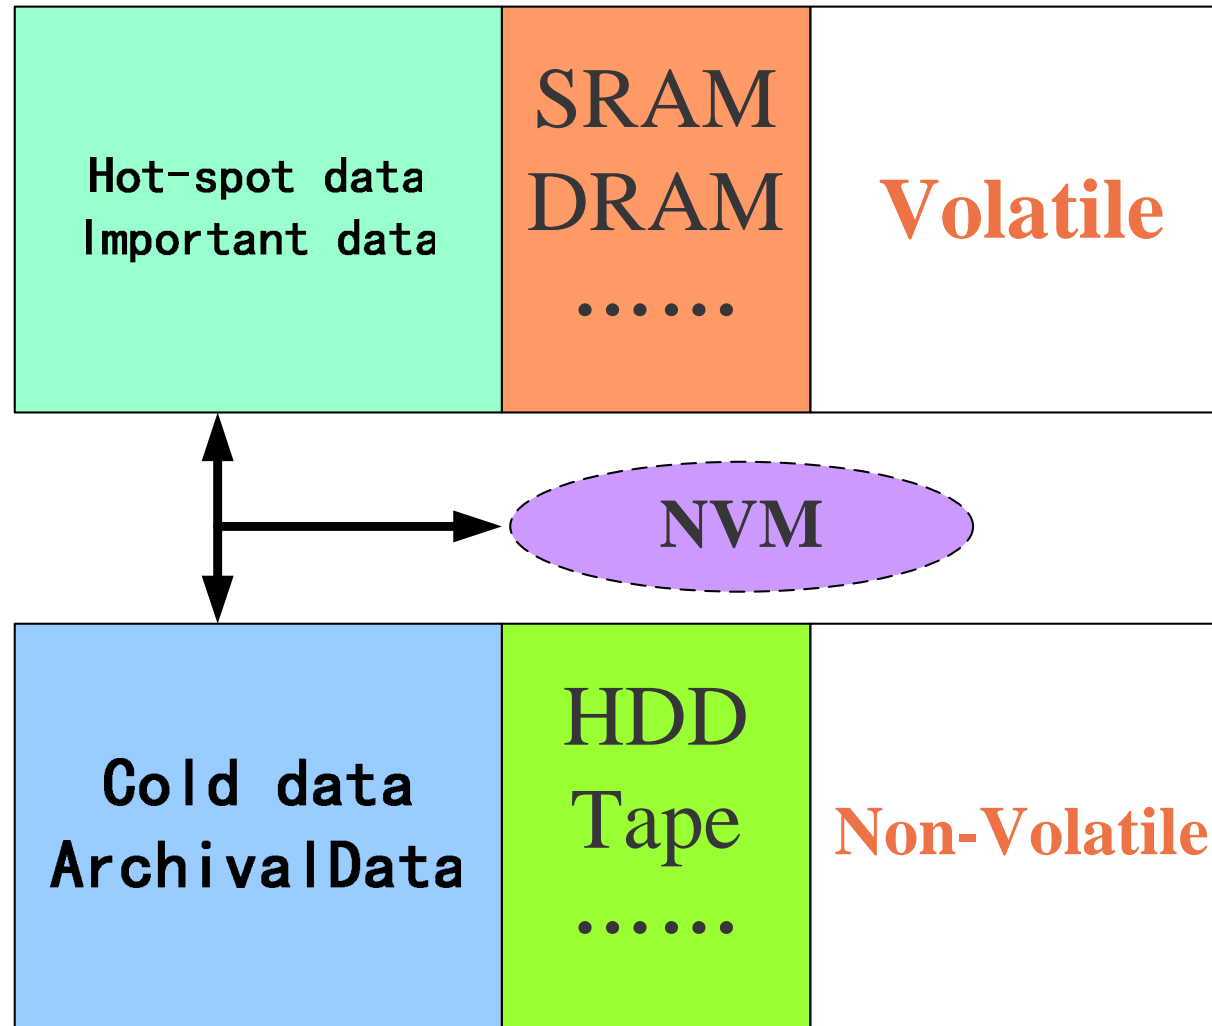 Hot-spot data
Important data
SRAM
DRAM
……
Volatile
NVM
Cold data
ArchivalData
HDD
Tape
……
Non-Volatile